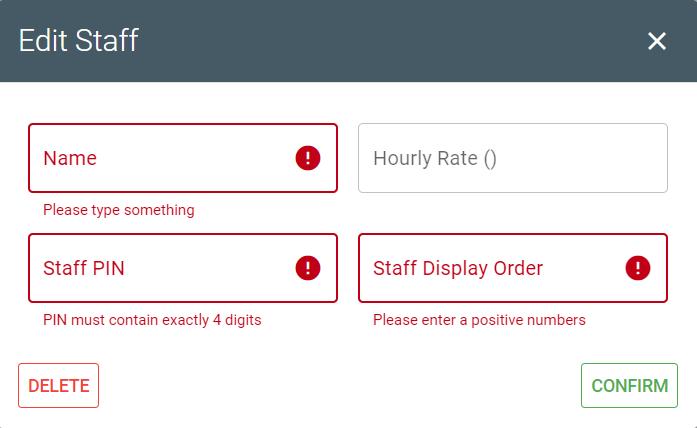 Edit Staff
Name
Hourly Rate ()
Please type something
Staff PIN
Staff Display Order
PIN must contain exactly 4 digits
Please enter a positive numbers
DELETE
CONFIRM